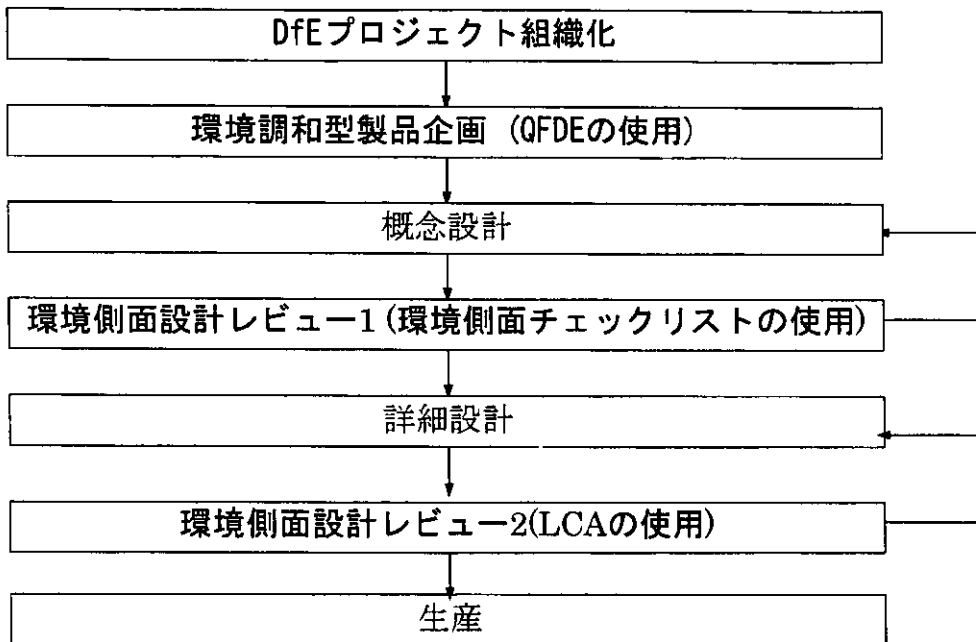 DfEプロジェクト組織化
環境調和型製品企画 (QFDEの使用)
概念設計
環境側面設計レビュー1(環境側面チェックリストの使用)
詳細設計
環境側面設計レビュー2(LCAの使用)
生産